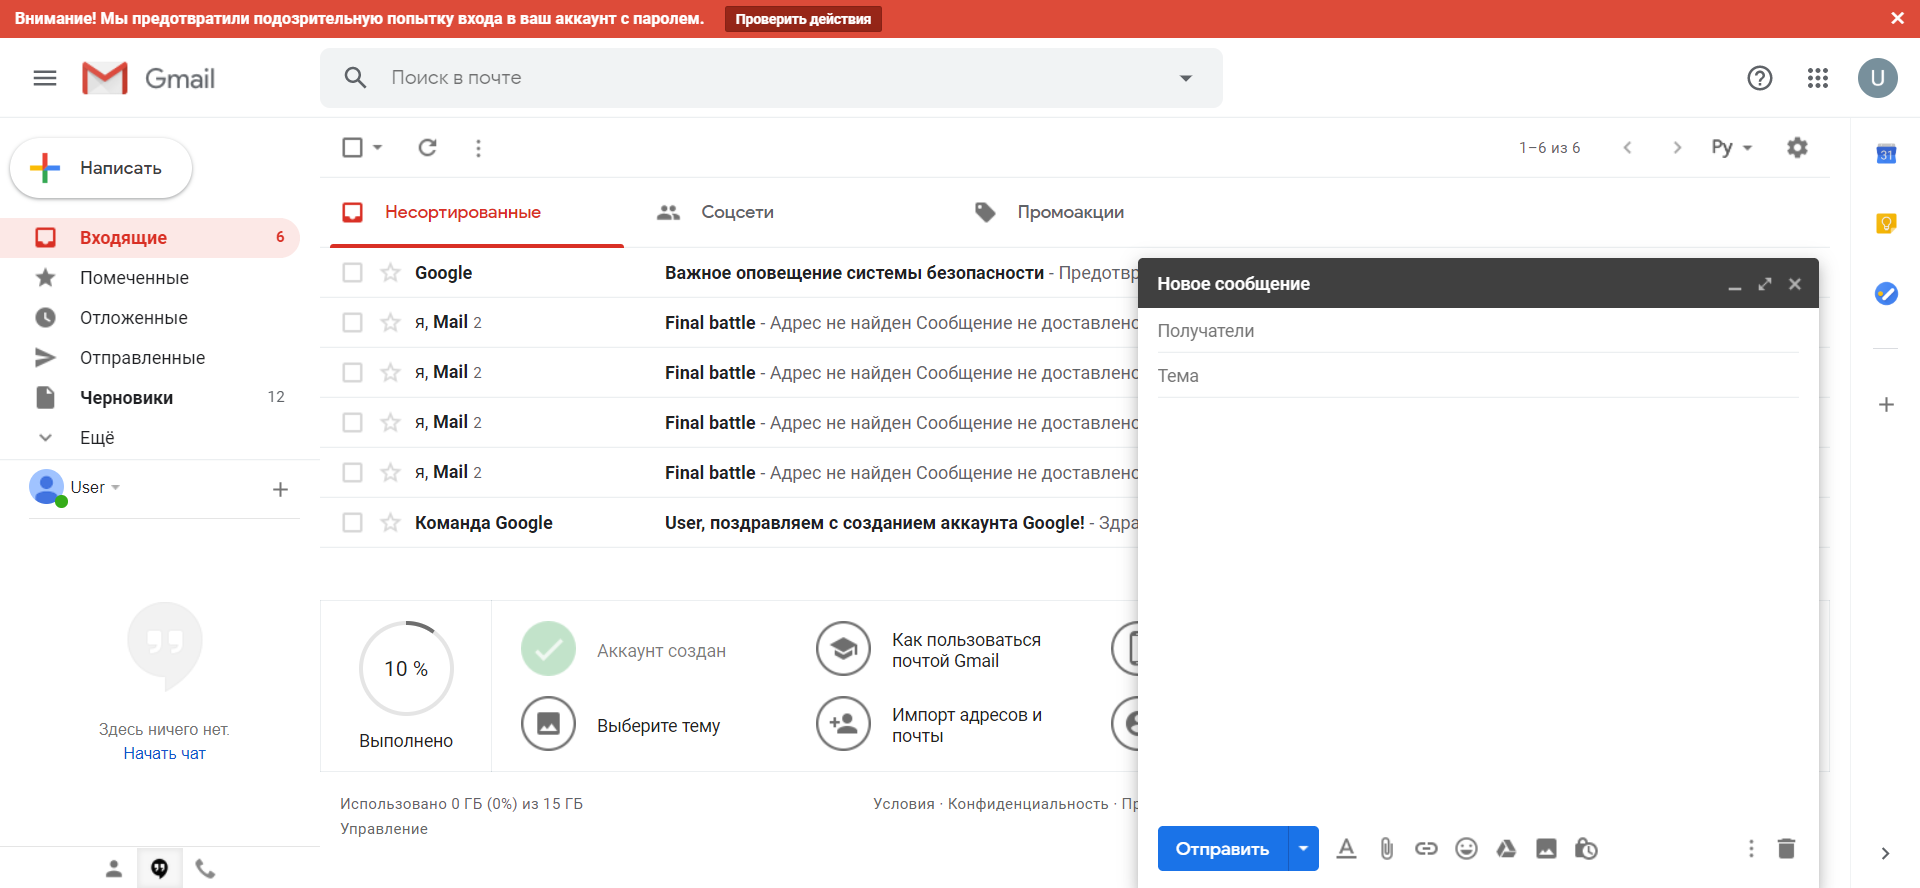 Внимание! Мы предотвратили подозрительную попытку входа в ваш аккаунт с паролем. Проверить действия
Gmail
Поиск в почте
U
Написать
1–6 из 6
Ру
31
Несортированные
Соцсети
Промоакции
Входящие 6
Помеченные
Отложенные
Отправленные
Черновики 12
Ещё
User
Здесь ничего нет.
Начать чат
Google Важное оповещение системы безопасности - Предотвр
я, Mail 2 Final battle - Адрес не найден Сообщение не доставлено
я, Mail 2 Final battle - Адрес не найден Сообщение не доставлено
я, Mail 2 Final battle - Адрес не найден Сообщение не доставлено
я, Mail 2 Final battle - Адрес не найден Сообщение не доставлено
Команда Google User, поздравляем с созданием аккаунта Google! - Здра
10 %
Выполнено
Аккаунт создан
Как пользоваться
почтой Gmail
Выберите тему
Импорт адресов и
почты
Использовано 0 ГБ (0%) из 15 ГБ
Управление
Условия · Конфиденциальность · Пр
Новое сообщение
Получатели
Тема
Отправить